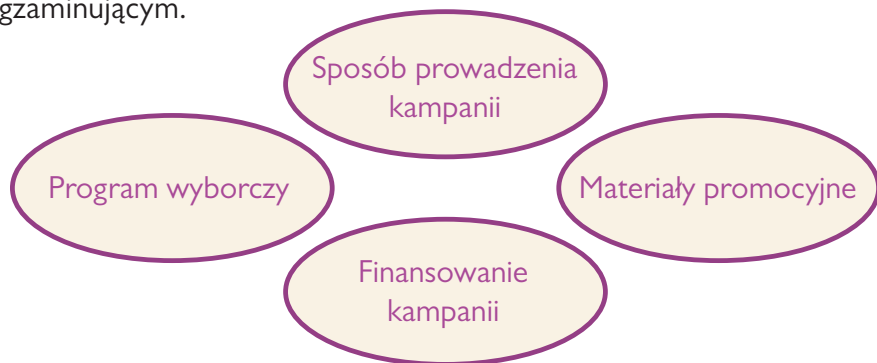 gzaminującym.
Sposób prowadzenia
kampanii
Program wyborczy
Materiały promocyjne
Finansowanie
kampanii